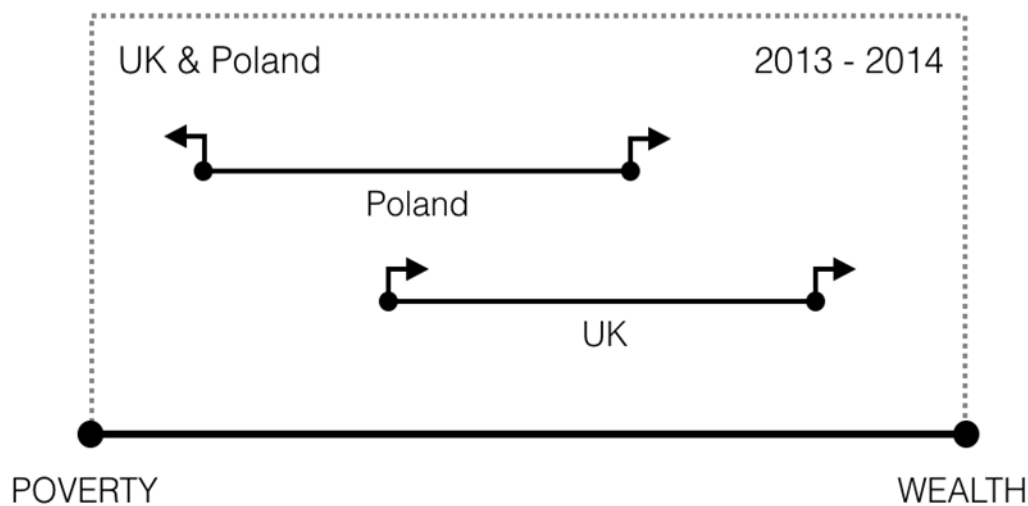 UK & Poland
2013 - 2014
Poland
UK
POVERTY
WEALTH